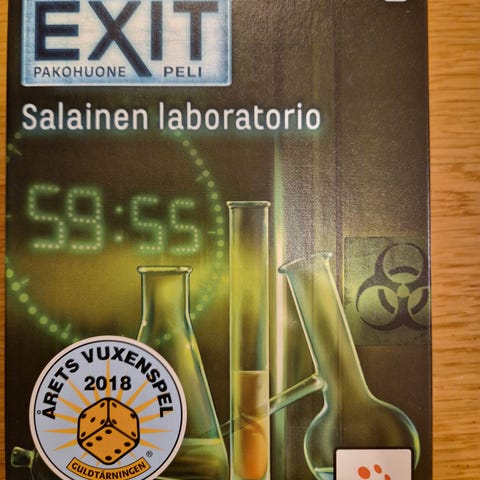 EXIT
PAKOHUONE PELI
Salainen laboratorio
59:55
ÅRETS VUXENSPEL
2018
GULDTÄRNINGEN®